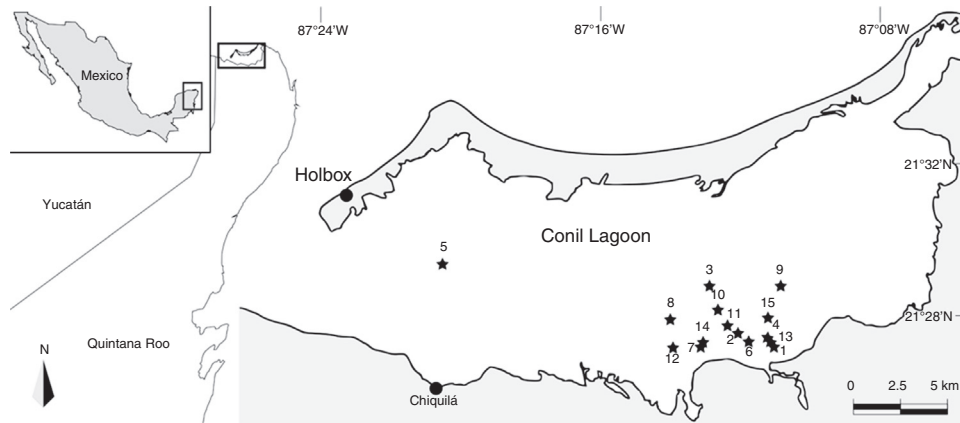 87°24'W
87°16'W
87°08'W
Mexico
21°32'N
Holbox
Yucatán
Conil Lagoon
5
3
9
10
8
15
21°28'N
11
4
14
13
2
Quintana Roo
12
7
6
1
N
0
2.5
5 km
Chiquilá